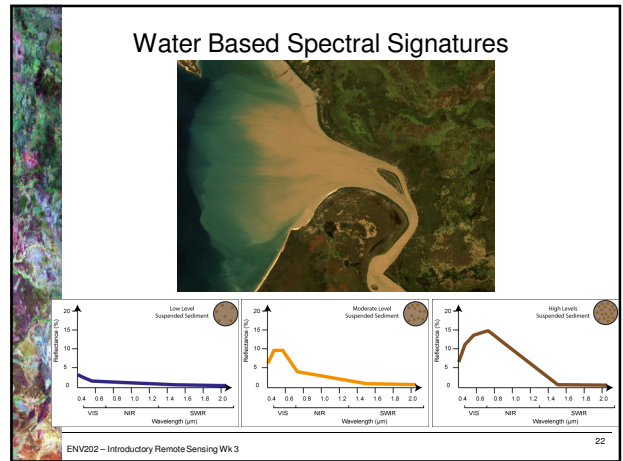 Water Based Spectral Signatures
Low Level
Suspended Sediment
20
15
10
5
0
Reflectance (%)
0.4 0.6 0.8 1.0 1.2 1.4 1.6 1.8 2.0
VIS NIR SWIR
Wavelength (µm)
Moderate Level
Suspended Sediment
20
15
10
5
0
Reflectance (%)
0.4 0.6 0.8 1.0 1.2 1.4 1.6 1.8 2.0
VIS NIR SWIR
Wavelength (µm)
High Levels
Suspended Sediment
20
15
10
5
0
Reflectance (%)
0.4 0.6 0.8 1.0 1.2 1.4 1.6 1.8 2.0
VIS NIR SWIR
Wavelength (µm)
ENV202 – Introductory Remote Sensing Wk 3
22